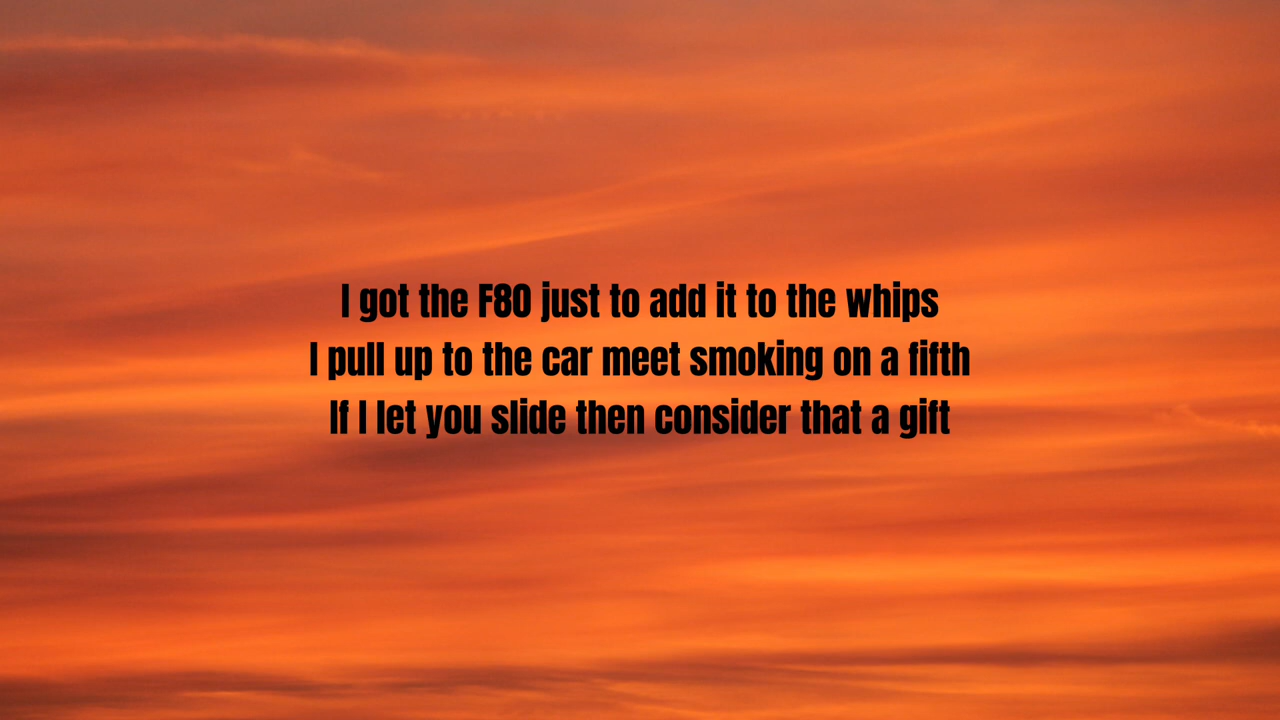 I got the F80 just to add it to the whips
I pull up to the car meet smoking on a fifth
If I let you slide then consider that a gift